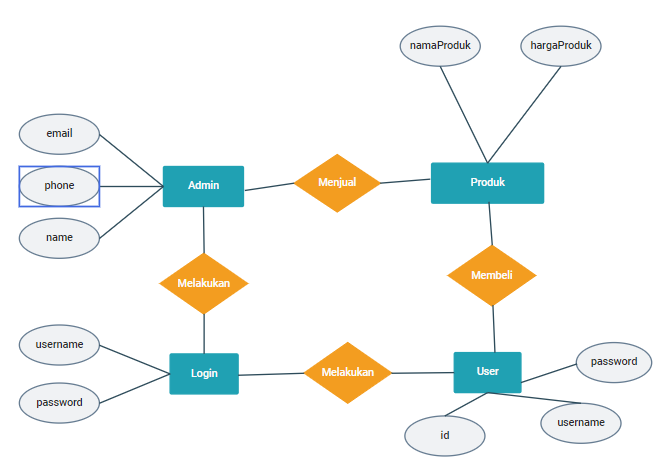 namaProduk
hargaProduk
email
phone
name
Admin
Menjual
Produk
Melakukan
Membeli
username
password
Login
Melakukan
User
password
username
id